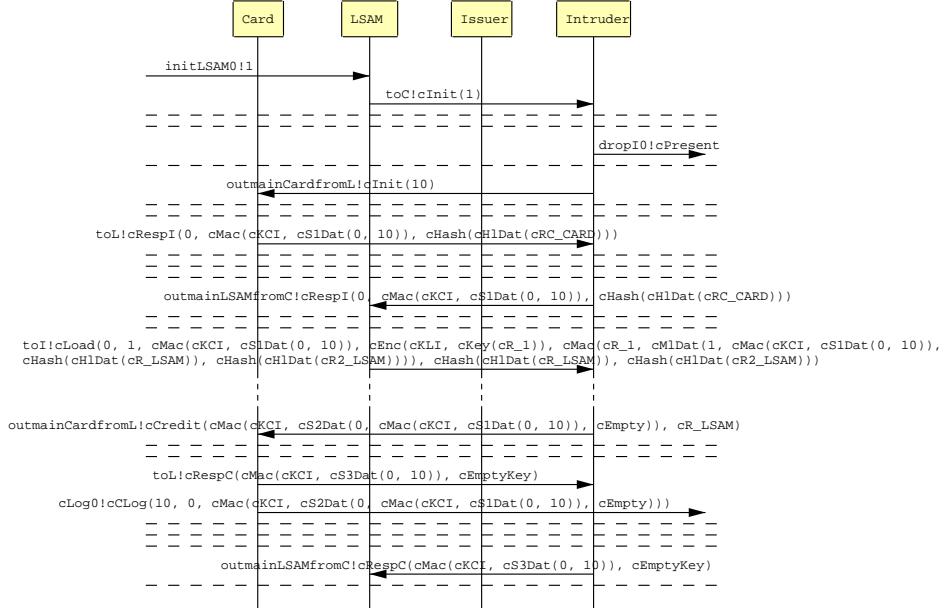 Card LSAM Issuer Intruder
initLSAM0!1
toC!cInit(1)
dropI0!cPresent
outmainCardfromL!cInit(10)
toL!cRespI(0, cMac(cKCI, cS1Dat(0, 10)), cHash(cH1Dat(cRC_CARD)))
outmainLSAMfromC!cRespI(0, cMac(cKCI, cS1Dat(0, 10)), cHash(cH1Dat(cRC_CARD)))
toI!cLoad(0, 1, cMac(cKCI, cS1Dat(0, 10)), cEnc(cKLI, cKey(cR_1)), cMac(cR_1, cM1Dat(1, cMac(cKCI, cS1Dat(0, 10)),
cHash(cH1Dat(cR_LSAM)), cHash(cH1Dat(cR2_LSAM)))), cHash(cH1Dat(cR_LSAM)), cHash(cH1Dat(cR2_LSAM)))
outmainCardfromL!cCredit(cMac(cKCI, cS2Dat(0, cMac(cKCI, cS1Dat(0, 10)), cEmpty)), cR_LSAM)
toL!cRespC(cMac(cKCI, cS3Dat(0, 10)), cEmptyKey)
cLog0!cCLog(10, 0, cMac(cKCI, cS2Dat(0, cMac(cKCI, cS1Dat(0, 10)), cEmpty)))
outmainLSAMfromC!cRespC(cMac(cKCI, cS3Dat(0, 10)), cEmptyKey)